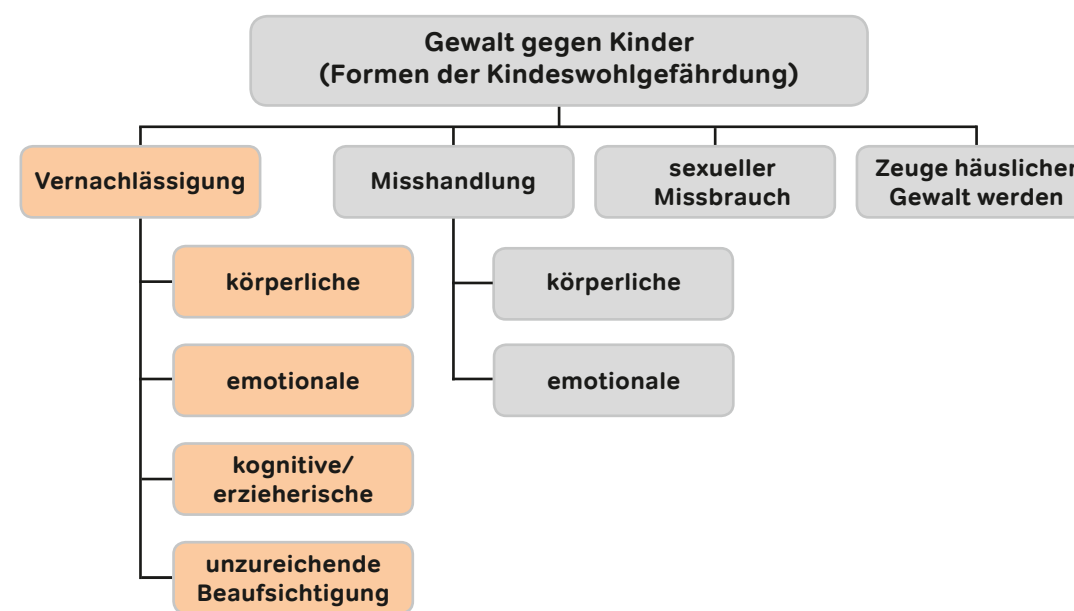 Gewalt gegen Kinder
(Formen der Kindeswohlgefährdung)
Vernachlässigung
Misshandlung
sexueller
Missbrauch
Zeuge häuslicher
Gewalt werden
körperliche
emotionale
kognitive/
erzieherische
unzureichende
Beaufsichtigung
körperliche
emotionale